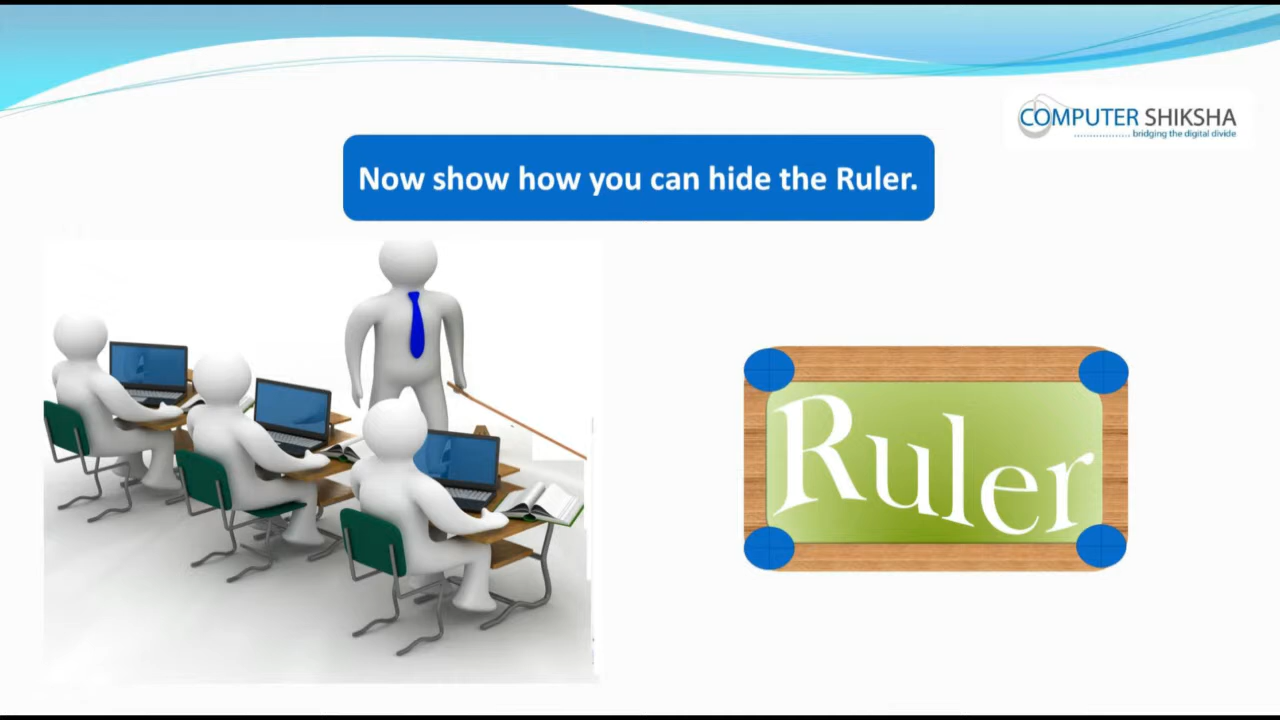 COMPUTER SHIKSHA
bridging the digital divide
Now show how you can hide the Ruler.
Ruler